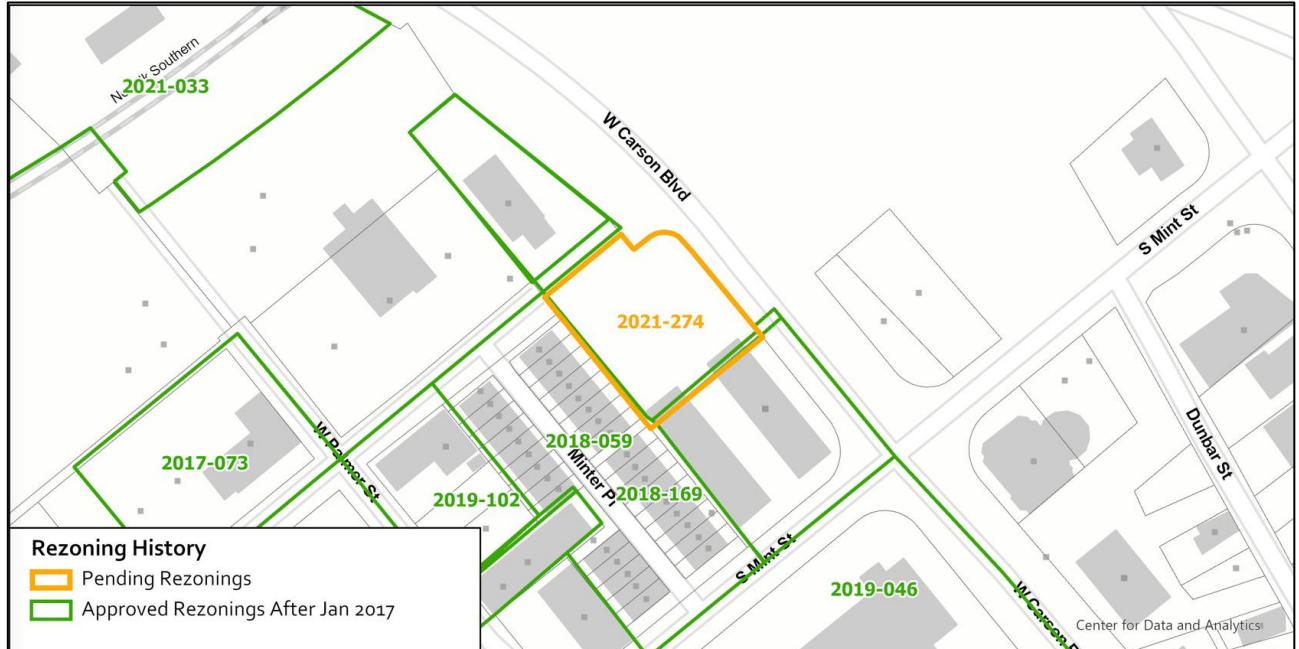 Southern
2021-033
W Carson Blvd
S Mint St
2021-274
2018-059
2017-073
W Palmer St
Minter Pl
2019-102
2018-169
Dunbar St
S Mint St
2019-046
W Carson
Rezoning History
Pending Rezonings
Approved Rezonings After Jan 2017
Center for Data and Analytics